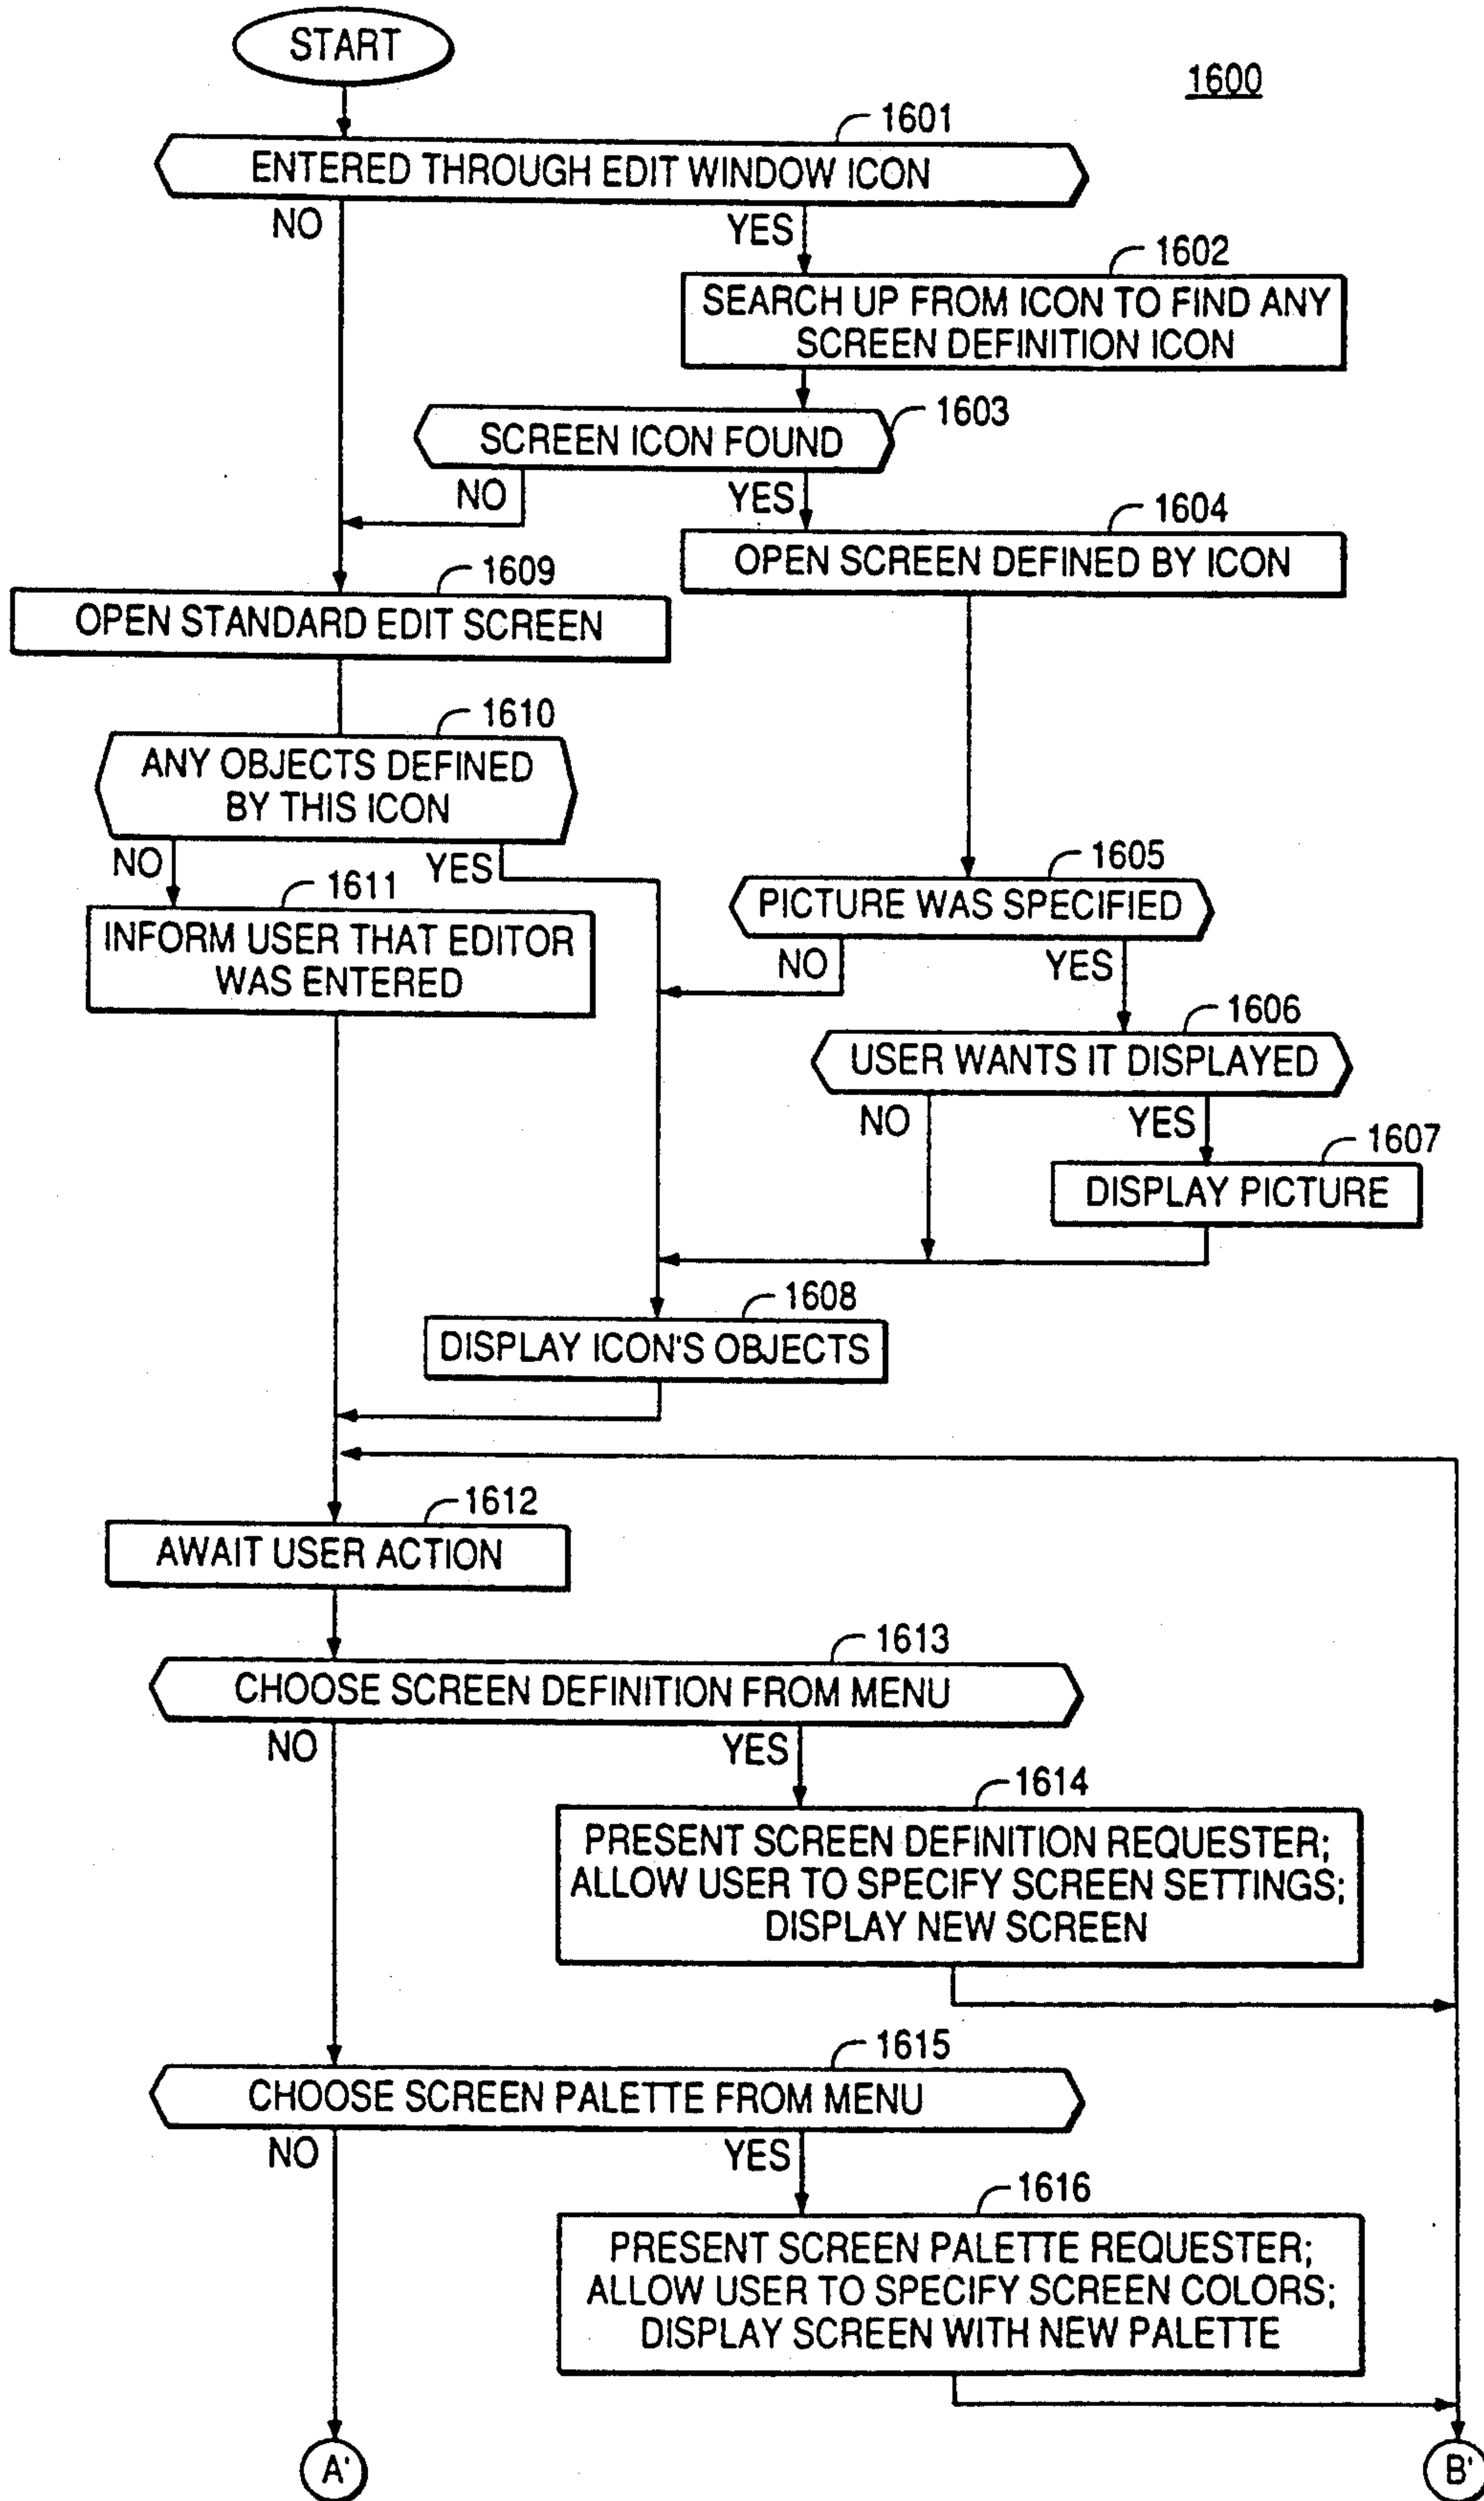 START
1600
1601
ENTERED THROUGH EDIT WINDOW ICON
NO
YES
1602
SEARCH UP FROM ICON TO FIND ANY
SCREEN DEFINITION ICON
1603
SCREEN ICON FOUND
NO
YES
1604
OPEN SCREEN DEFINED BY ICON
1609
OPEN STANDARD EDIT SCREEN
1610
ANY OBJECTS DEFINED
BY THIS ICON
NO
YES
1611
INFORM USER THAT EDITOR
WAS ENTERED
1605
PICTURE WAS SPECIFIED
NO
YES
1606
USER WANTS IT DISPLAYED
NO
YES
1607
DISPLAY PICTURE
1608
DISPLAY ICON'S OBJECTS
1612
AWAIT USER ACTION
1613
CHOOSE SCREEN DEFINITION FROM MENU
NO
YES
1614
PRESENT SCREEN DEFINITION REQUESTER;
ALLOW USER TO SPECIFY SCREEN SETTINGS;
DISPLAY NEW SCREEN
1615
CHOOSE SCREEN PALETTE FROM MENU
NO
YES
1616
PRESENT SCREEN PALETTE REQUESTER;
ALLOW USER TO SPECIFY SCREEN COLORS;
DISPLAY SCREEN WITH NEW PALETTE
A'
B'